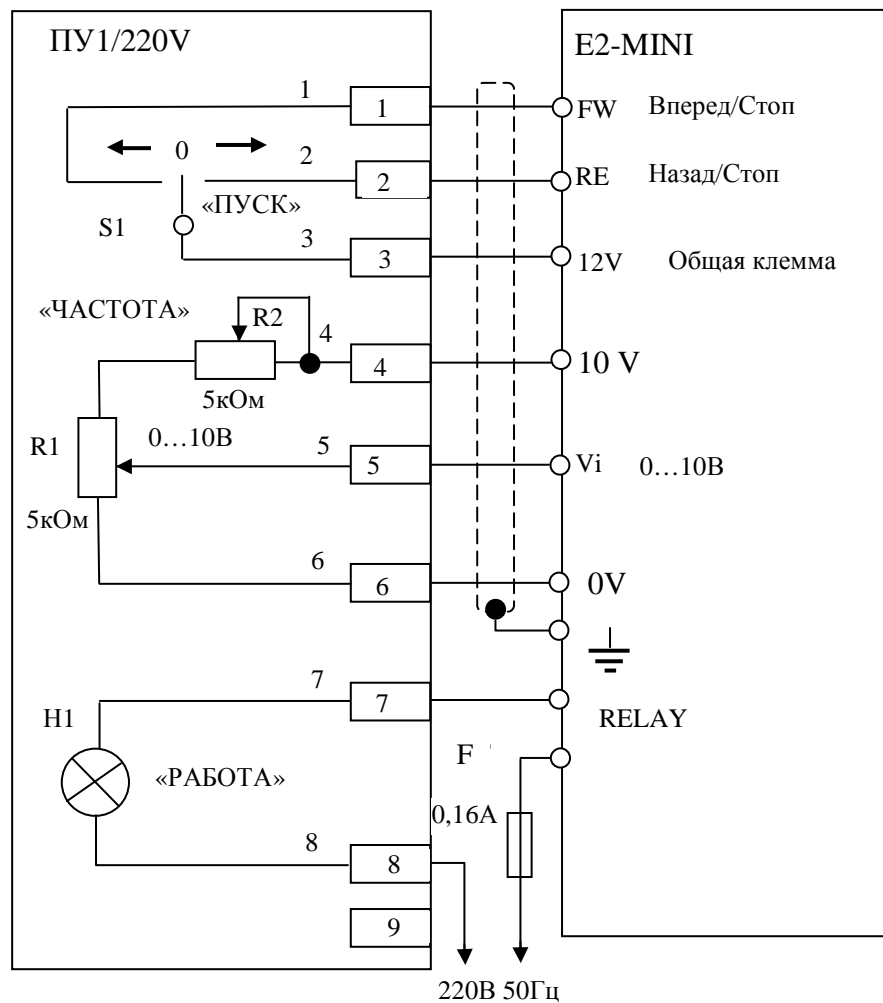 ПУ1/220V
E2-MINI
1
1
FW
Вперед/Стоп
0
2
2
RE
Назад/Стоп
«ПУСК»
S1
3
3
12V
Общая клемма
«ЧАСТОТА»
R2
4
4
10 V
5кОм
R1
0…10В
5
5
Vi
0…10В
5кОм
6
6
0V
7
7
H1
RELAY
F
«РАБОТА»
0,16А
8
8
9
220В 50Гц